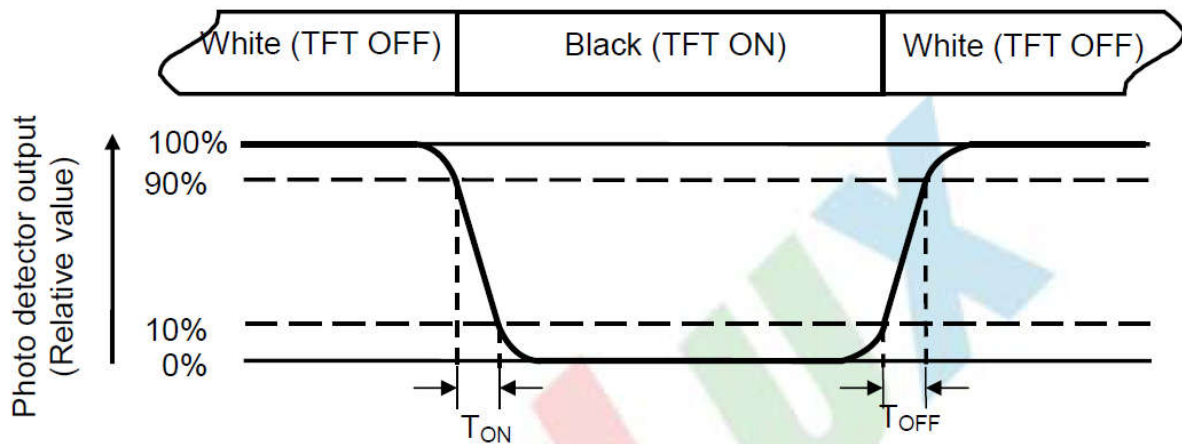 White (TFT OFF) Black (TFT ON) White (TFT OFF)
Photo detector output
(Relative value)
100%
90%
10%
0%
TON
TOFF